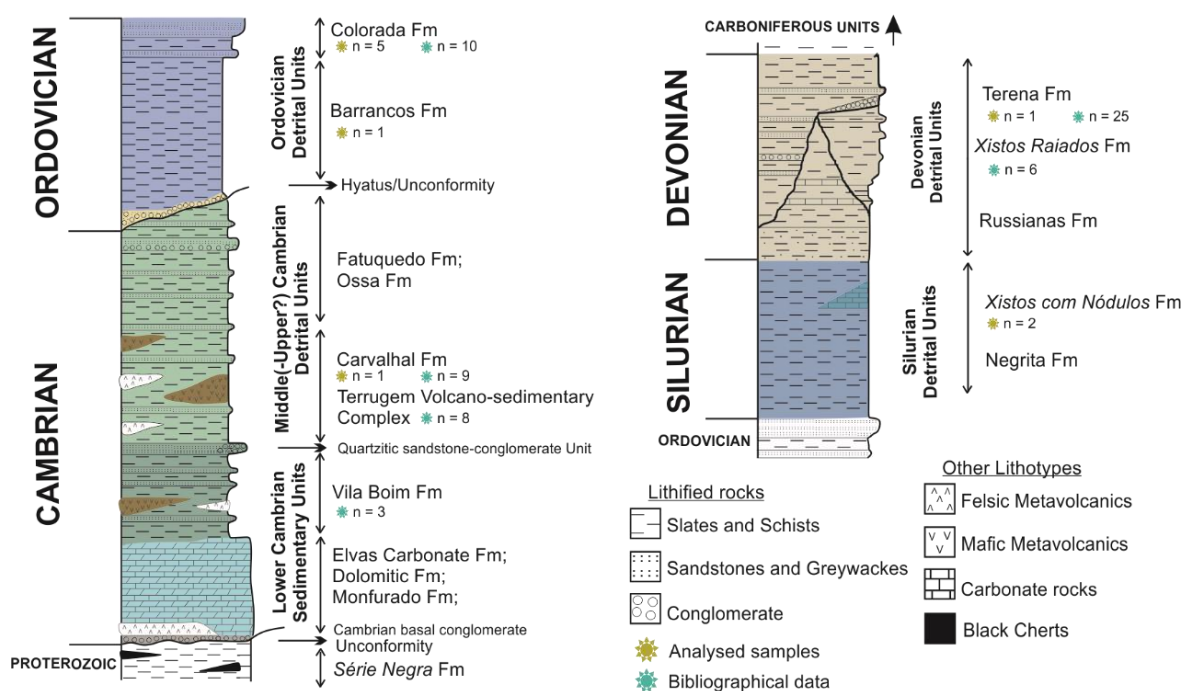 ORDOVICIAN
CAMBRIAN
PROTEROZOIC
Ordovician
Detrital Units
Middle(-Upper?) Cambrian
Detrital Units
Lower Cambrian
Sedimentary Units
Colorada Fm
n = 5 n = 10
Barrancos Fm
n = 1
Hyatus/Unconformity
Fatuquedo Fm;
Ossa Fm
Carvalhal Fm
n = 1 n = 9
Terrugem Volcano-sedimentary
Complex n = 8
Quartzitic sandstone-conglomerate Unit
Vila Boim Fm
n = 3
Elvas Carbonate Fm;
Dolomitic Fm;
Monfurado Fm;
Cambrian basal conglomerate
Unconformity
Série Negra Fm
CARBONIFEROUS UNITS
DEVONIAN
SILURIAN
ORDOVICIAN
Devonian
Detrital Units
Silurian
Detrital Units
Terena Fm
n = 1 n = 25
Xistos Raiados Fm
n = 6
Russianas Fm
Xistos com Nódulos Fm
n = 2
Negrita Fm
Lithified rocks
Slates and Schists
Sandstones and Greywackes
Conglomerate
Analysed samples
Bibliographical data
Other Lithotypes
Felsic Metavolcanics
Mafic Metavolcanics
Carbonate rocks
Black Cherts